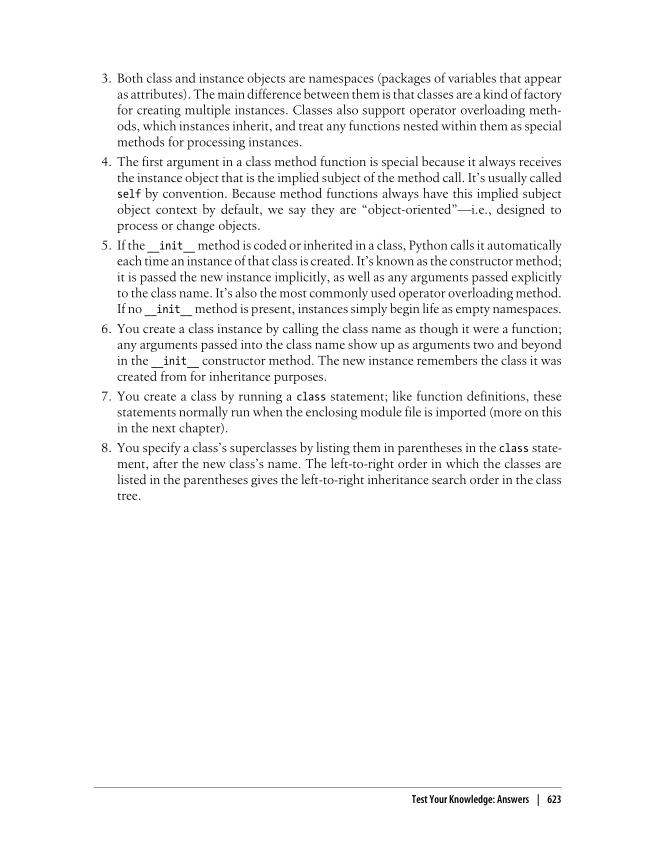 3. Both class and instance objects are namespaces (packages of variables that appear
as attributes). The main difference between them is that classes are a kind of factory
for creating multiple instances. Classes also support operator overloading meth-
ods, which instances inherit, and treat any functions nested within them as special
methods for processing instances.
4. The first argument in a class method function is special because it always receives
the instance object that is the implied subject of the method call. It’s usually called
self by convention. Because method functions always have this implied subject
object context by default, we say they are “object-oriented”—i.e., designed to
process or change objects.
5. If the __init__ method is coded or inherited in a class, Python calls it automatically
each time an instance of that class is created. It’s known as the constructor method;
it is passed the new instance implicitly, as well as any arguments passed explicitly
to the class name. It’s also the most commonly used operator overloading method.
If no __init__ method is present, instances simply begin life as empty namespaces.
6. You create a class instance by calling the class name as though it were a function;
any arguments passed into the class name show up as arguments two and beyond
in the __init__ constructor method. The new instance remembers the class it was
created from for inheritance purposes.
7. You create a class by running a class statement; like function definitions, these
statements normally run when the enclosing module file is imported (more on this
in the next chapter).
8. You specify a class’s superclasses by listing them in parentheses in the class state-
ment, after the new class’s name. The left-to-right order in which the classes are
listed in the parentheses gives the left-to-right inheritance search order in the class
tree.
Test Your Knowledge: Answers | 623